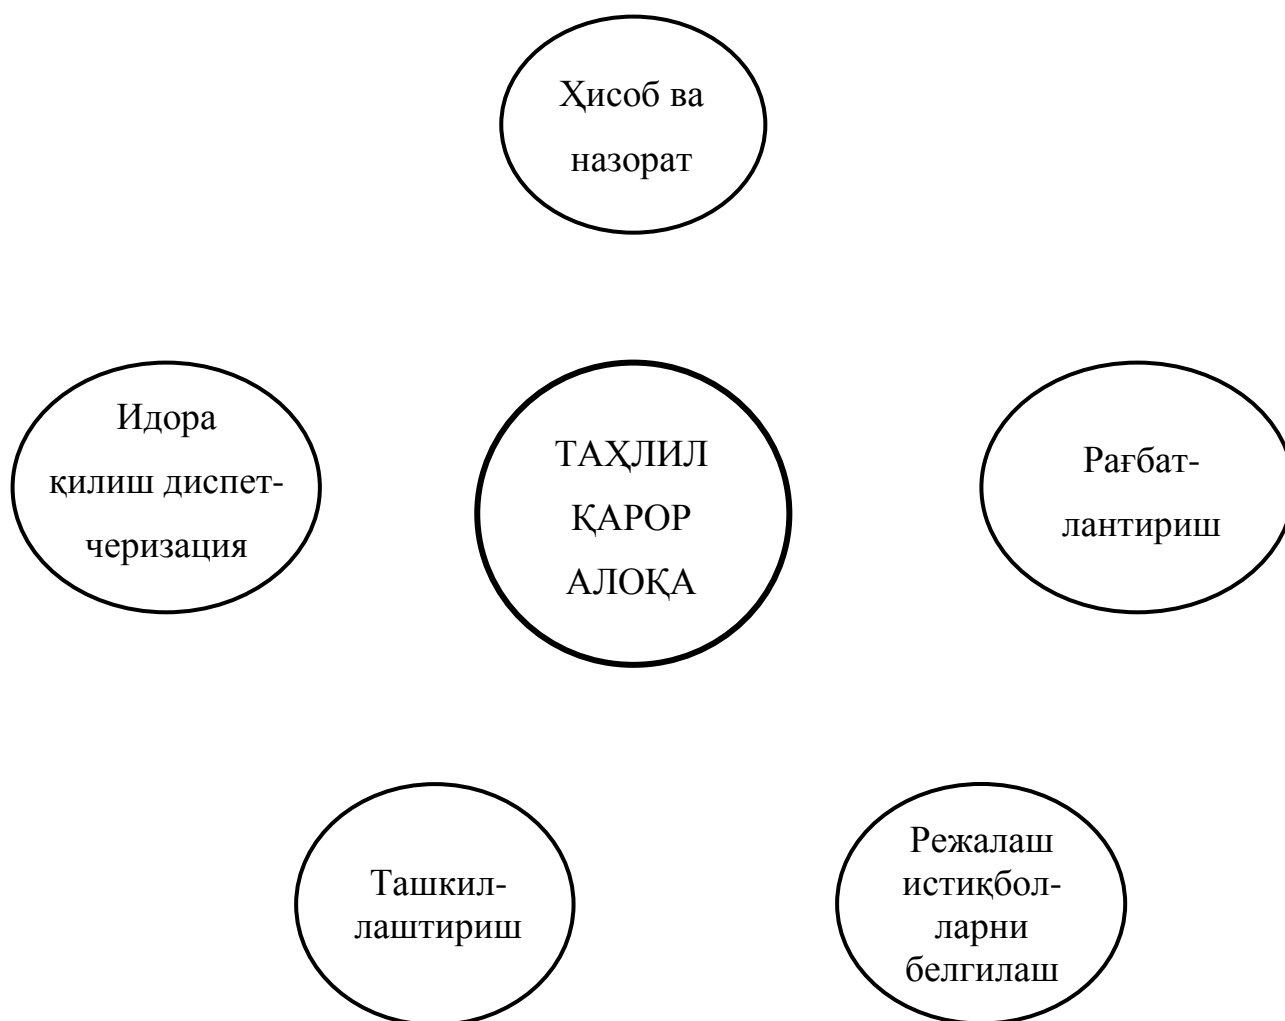 Ҳисоб ва
назорат
Идора
қилиш диспет-
черизация
ТАҲЛИЛ
ҚАРОР
АЛОҚА
Рағбат-
лантириш
Ташкил-
лаштириш
Режалаш
истиқбол-
ларни
белгилаш